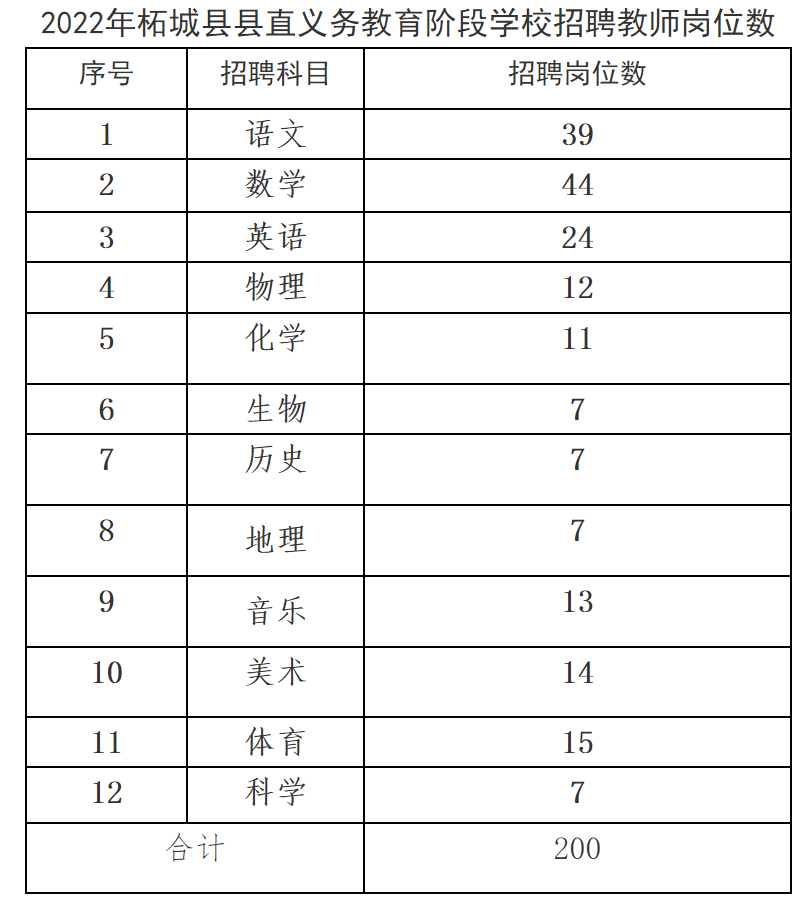 2022年柘城县县直义务教育阶段学校招聘教师岗位数
序号 招聘科目 招聘岗位数
1 语文 39
2 数学 44
3 英语 24
4 物理 12
5 化学 11
6 生物 7
7 历史 7
8 地理 7
9 音乐 13
10 美术 14
11 体育 15
12 科学 7
合计 200